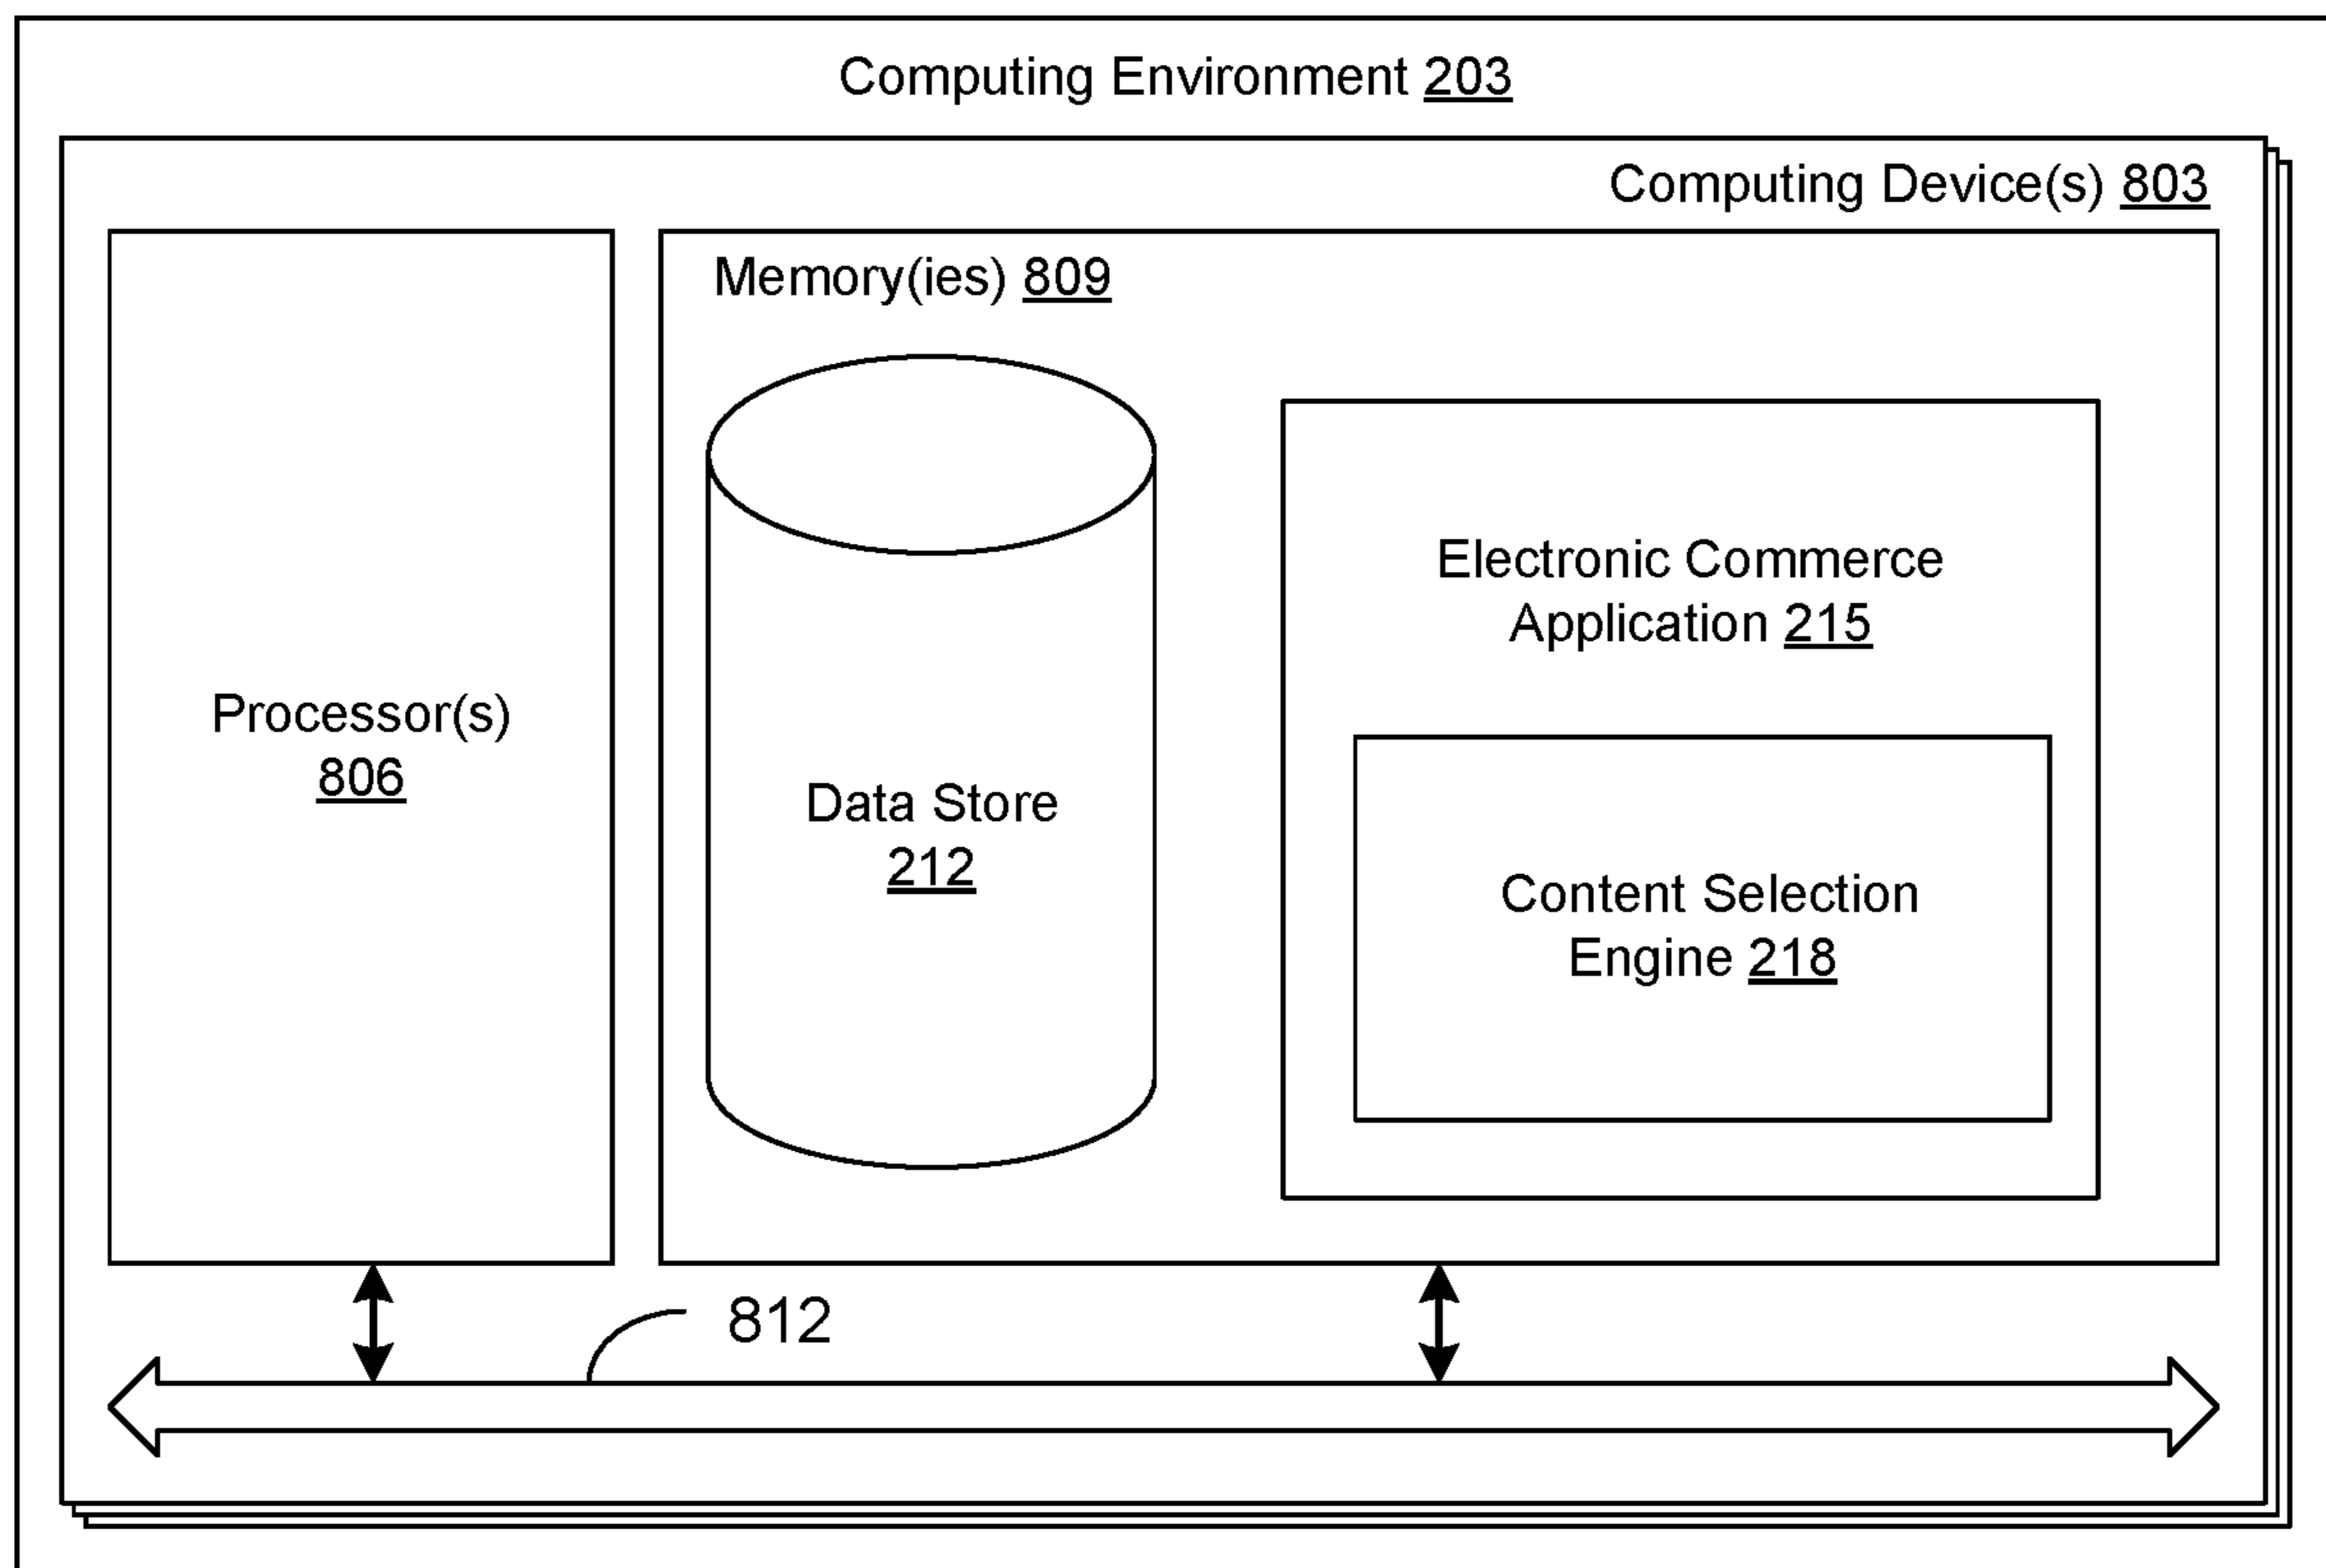 Computing Environment 203
Computing Device(s) 803
Memory(ies) 809
Processor(s)
806
Data Store
212
Electronic Commerce
Application 215
Content Selection
Engine 218
812